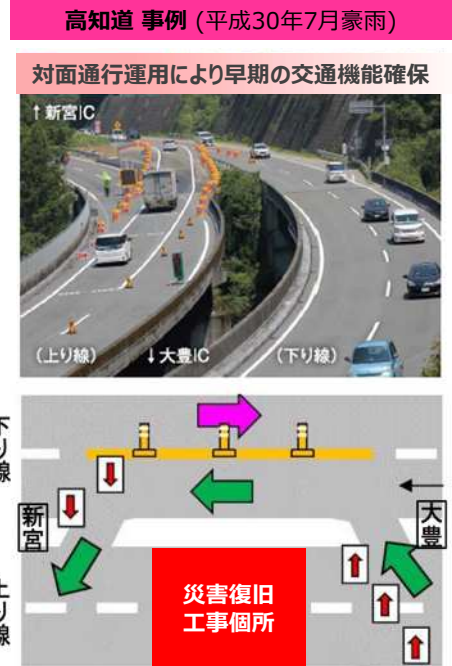 高知道 事例 (平成30年7月豪雨)
対面通行運用により早期の交通機能確保
↑新宮IC
(上り線)
↓大豊IC
(下り線)
下り線
新宮
大豊
上り線
災害復旧
工事個所